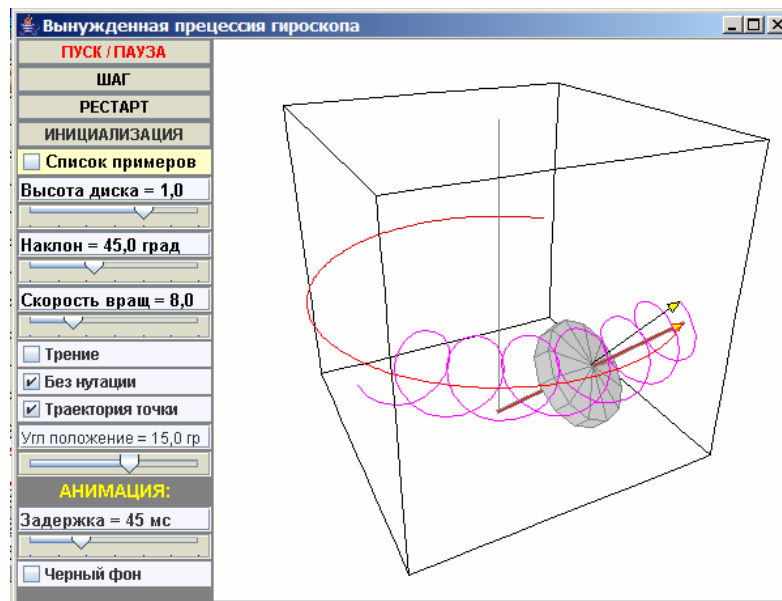 Вынужденная прецессия гироскопа
ПУСК / ПАУЗА
ШАГ
РЕСТАРТ
ИНИЦИАЛИЗАЦИЯ
Список примеров
Высота диска = 1,0
Наклон = 45,0 град
Скорость вращ = 8,0
Трение
Без нутации
Траектория точки
Угл положение = 15,0 гр
АНИМАЦИЯ:
Задержка = 45 мс
Черный фон